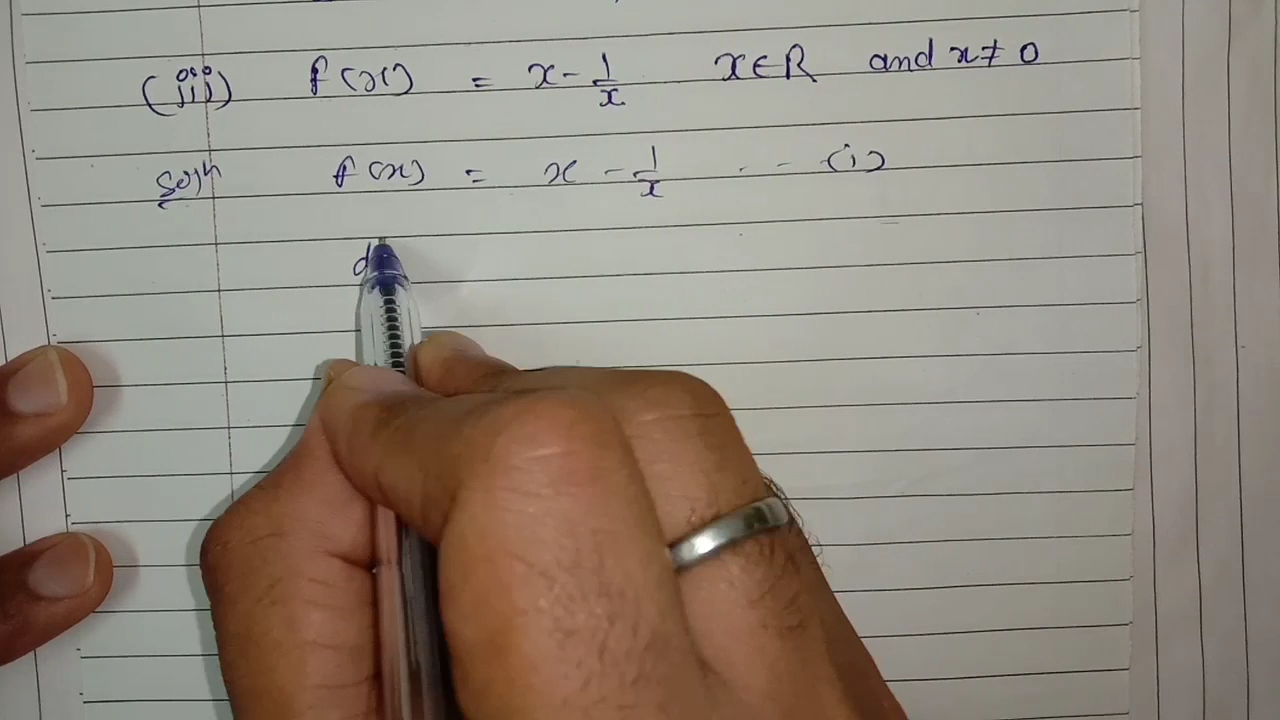 (iii) f(x) = x - 1/x x∈R and x ≠ 0
Soln f(x) = x - 1/x - - (i)
d